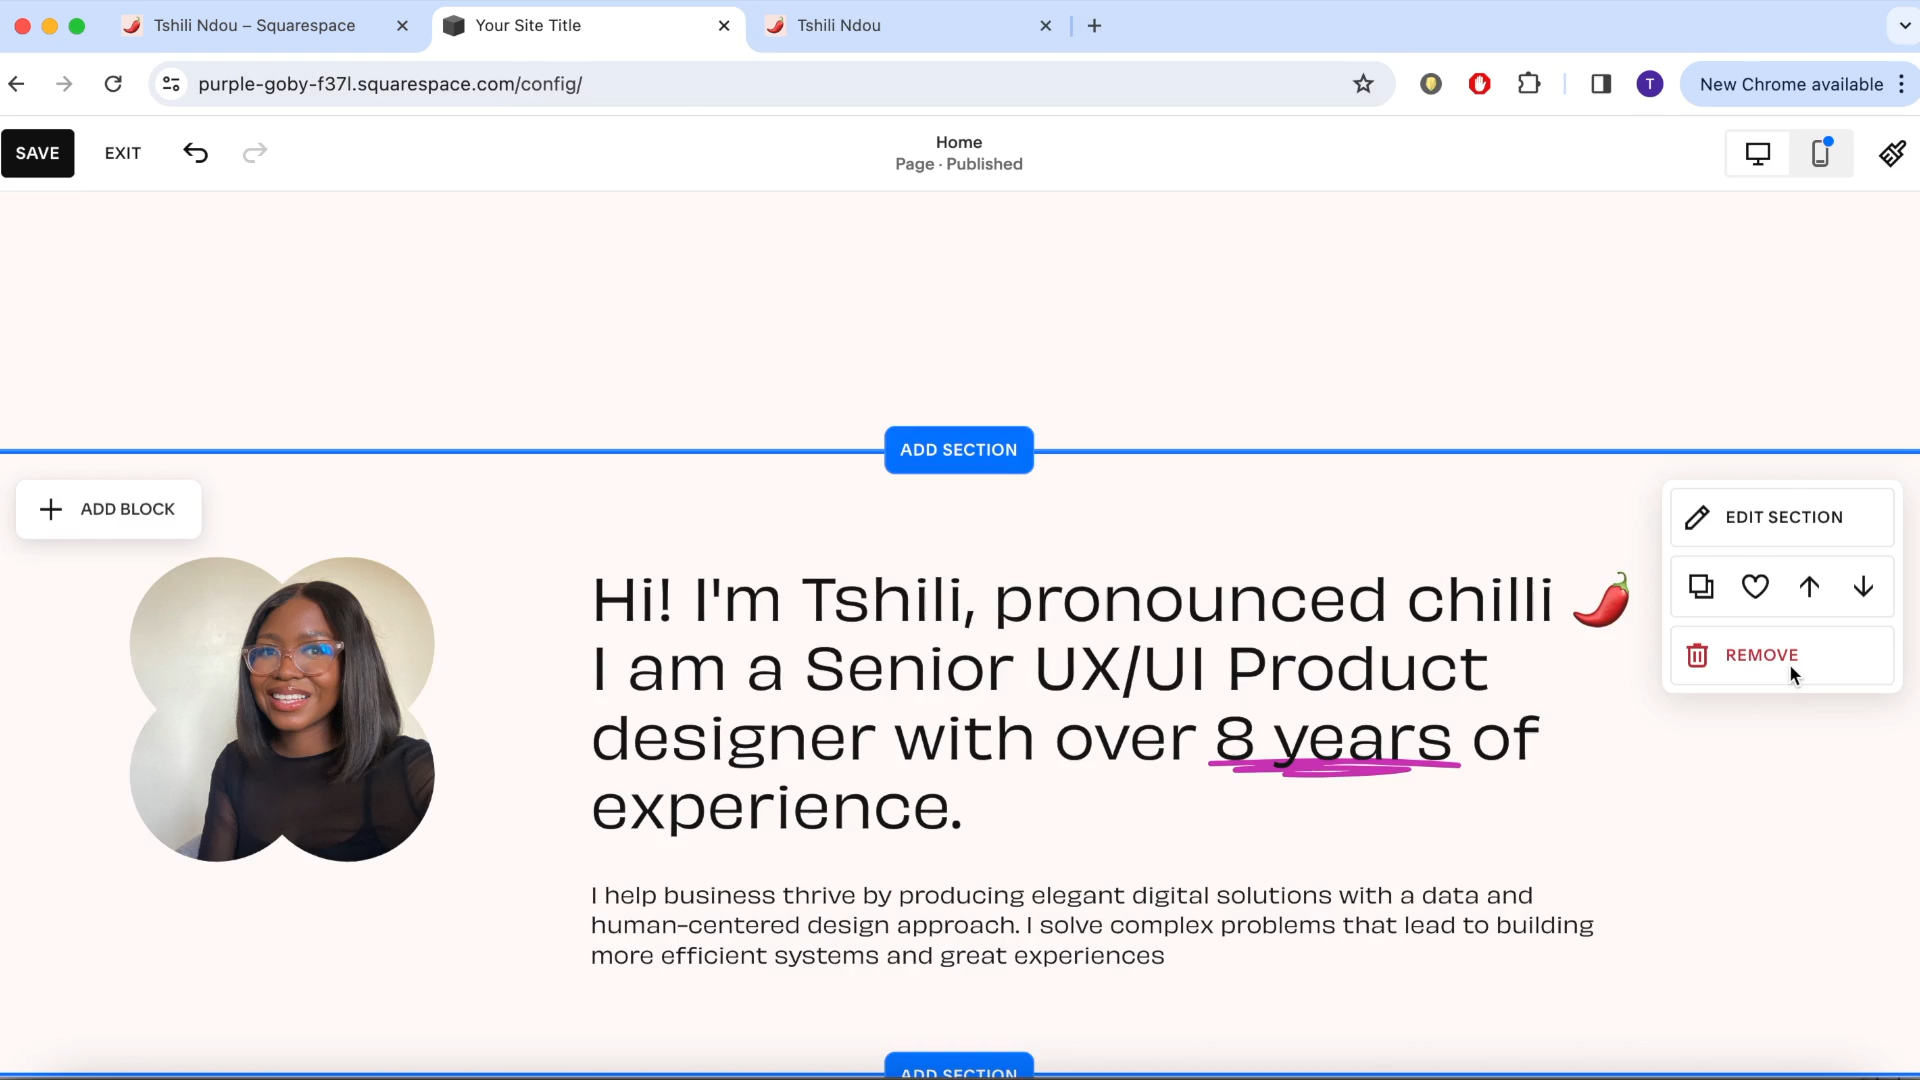 Tshili Ndou – Squarespace
Your Site Title
Tshili Ndou
purple-goby-f37l.squarespace.com/config/
T
New Chrome available
SAVE
EXIT
Home
Page · Published
ADD SECTION
ADD BLOCK
EDIT SECTION
REMOVE
Hi! I'm Tshili, pronounced chilli 🌶️
I am a Senior UX/UI Product
designer with over 8 years of
experience.
I help business thrive by producing elegant digital solutions with a data and
human-centered design approach. I solve complex problems that lead to building
more efficient systems and great experiences
ADD SECTION